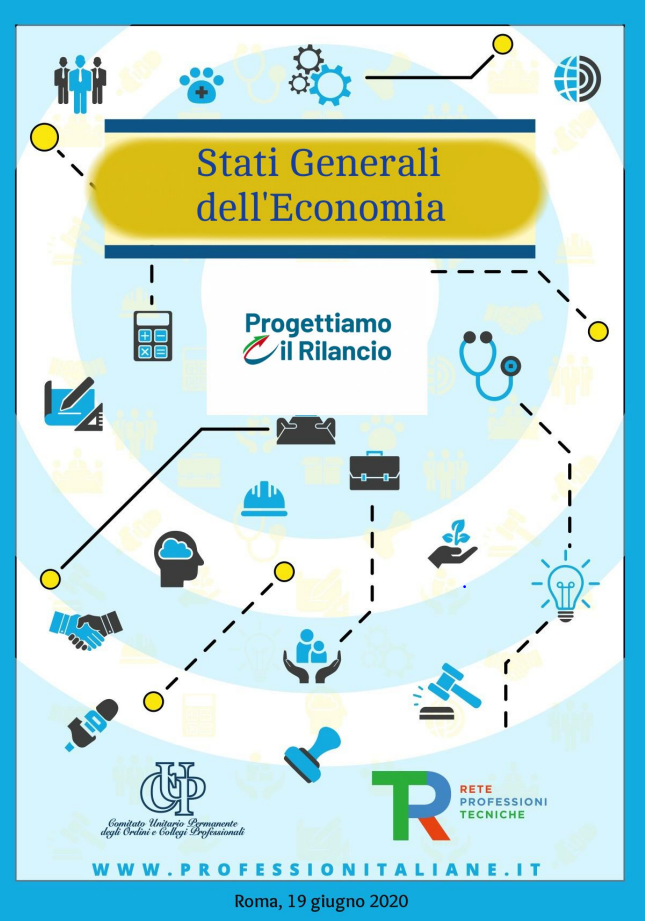 Stati Generali
dell'Economia
Progettiamo
il Rilancio
CUP
Comitato Unitario Permanente
degli Ordini e Collegi Professionali
RETE
PROFESSIONI
TECNICHE
WWW.PROFESSIONITALIANE.IT
Roma, 19 giugno 2020